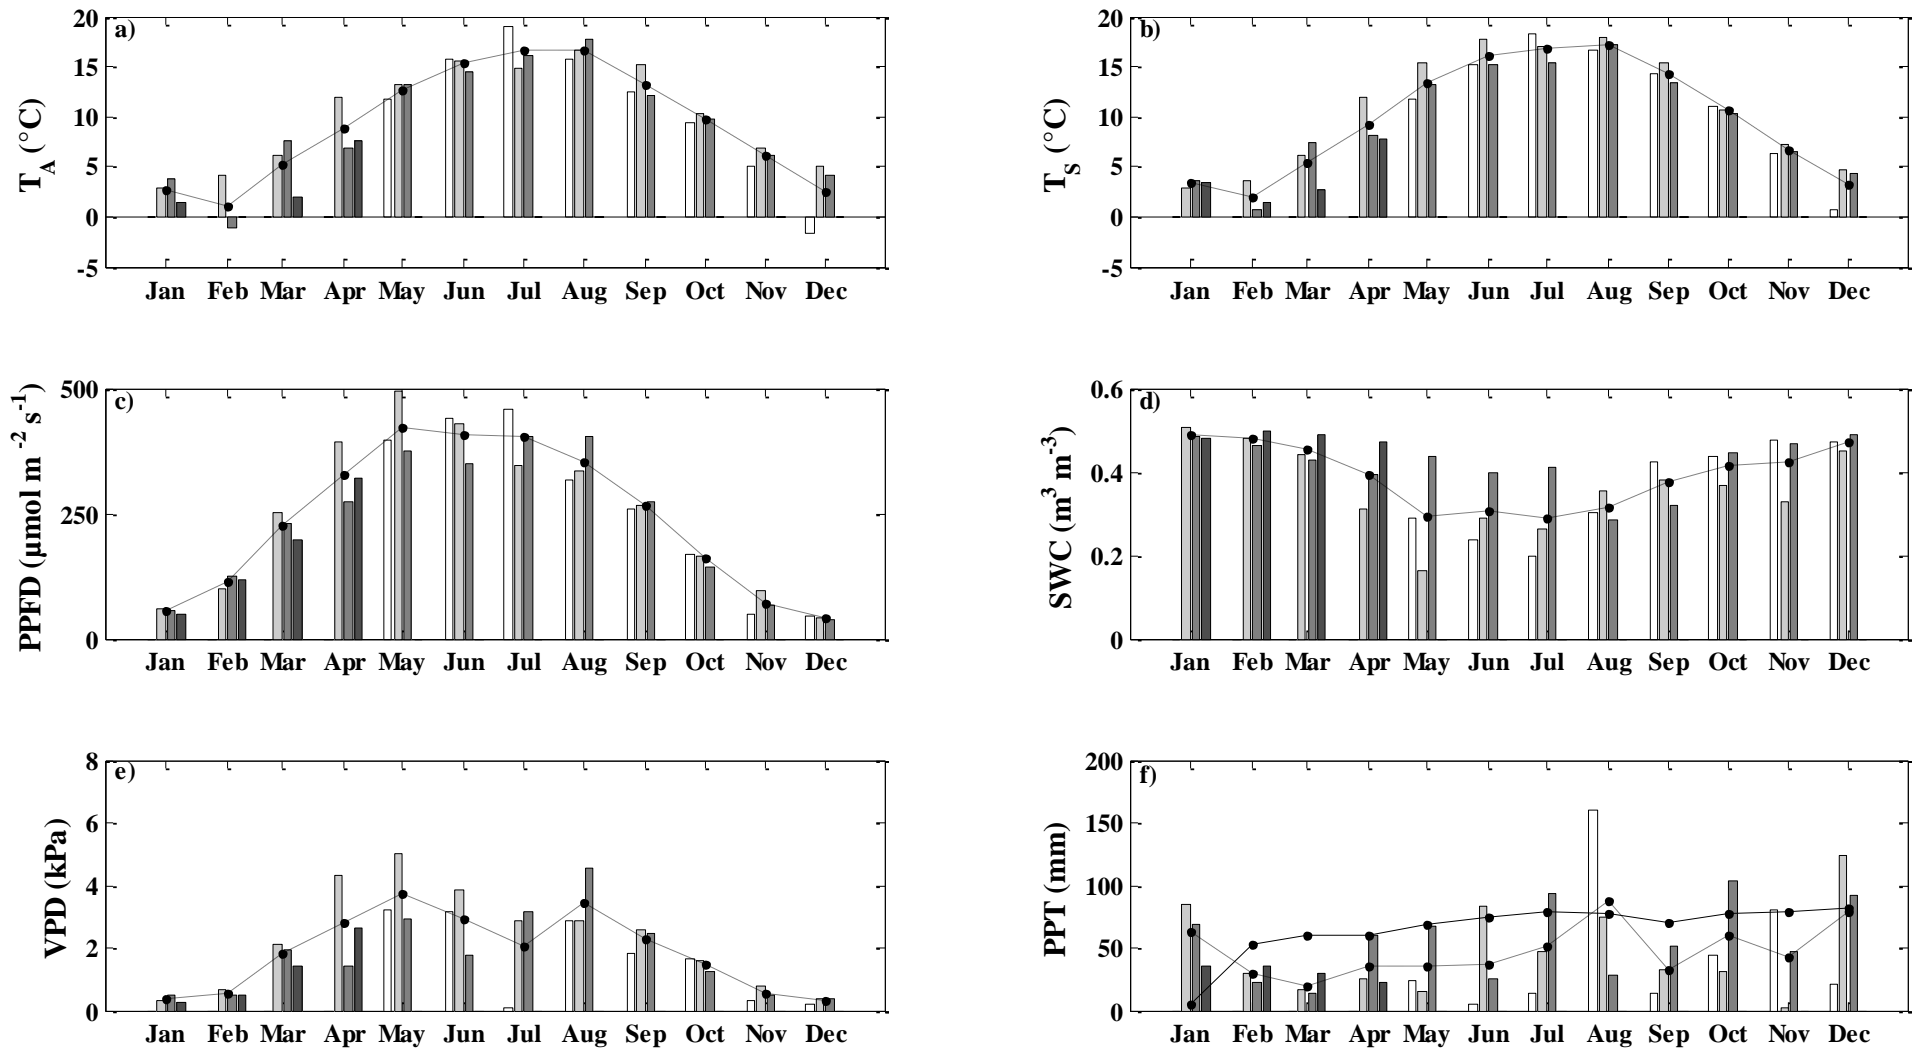 a)
20
15
10
5
0
-5
T_A (°C)
Jan Feb Mar Apr May Jun Jul Aug Sep Oct Nov Dec
b)
20
15
10
5
0
-5
T_S (°C)
Jan Feb Mar Apr May Jun Jul Aug Sep Oct Nov Dec
c)
500
250
0
PPFD (µmol m⁻² s⁻¹)
Jan Feb Mar Apr May Jun Jul Aug Sep Oct Nov Dec
d)
0.6
0.4
0.2
0
SWC (m³ m⁻³)
Jan Feb Mar Apr May Jun Jul Aug Sep Oct Nov Dec
e)
8
6
4
2
0
VPD (kPa)
Jan Feb Mar Apr May Jun Jul Aug Sep Oct Nov Dec
f)
200
150
100
50
0
PPT (mm)
Jan Feb Mar Apr May Jun Jul Aug Sep Oct Nov Dec